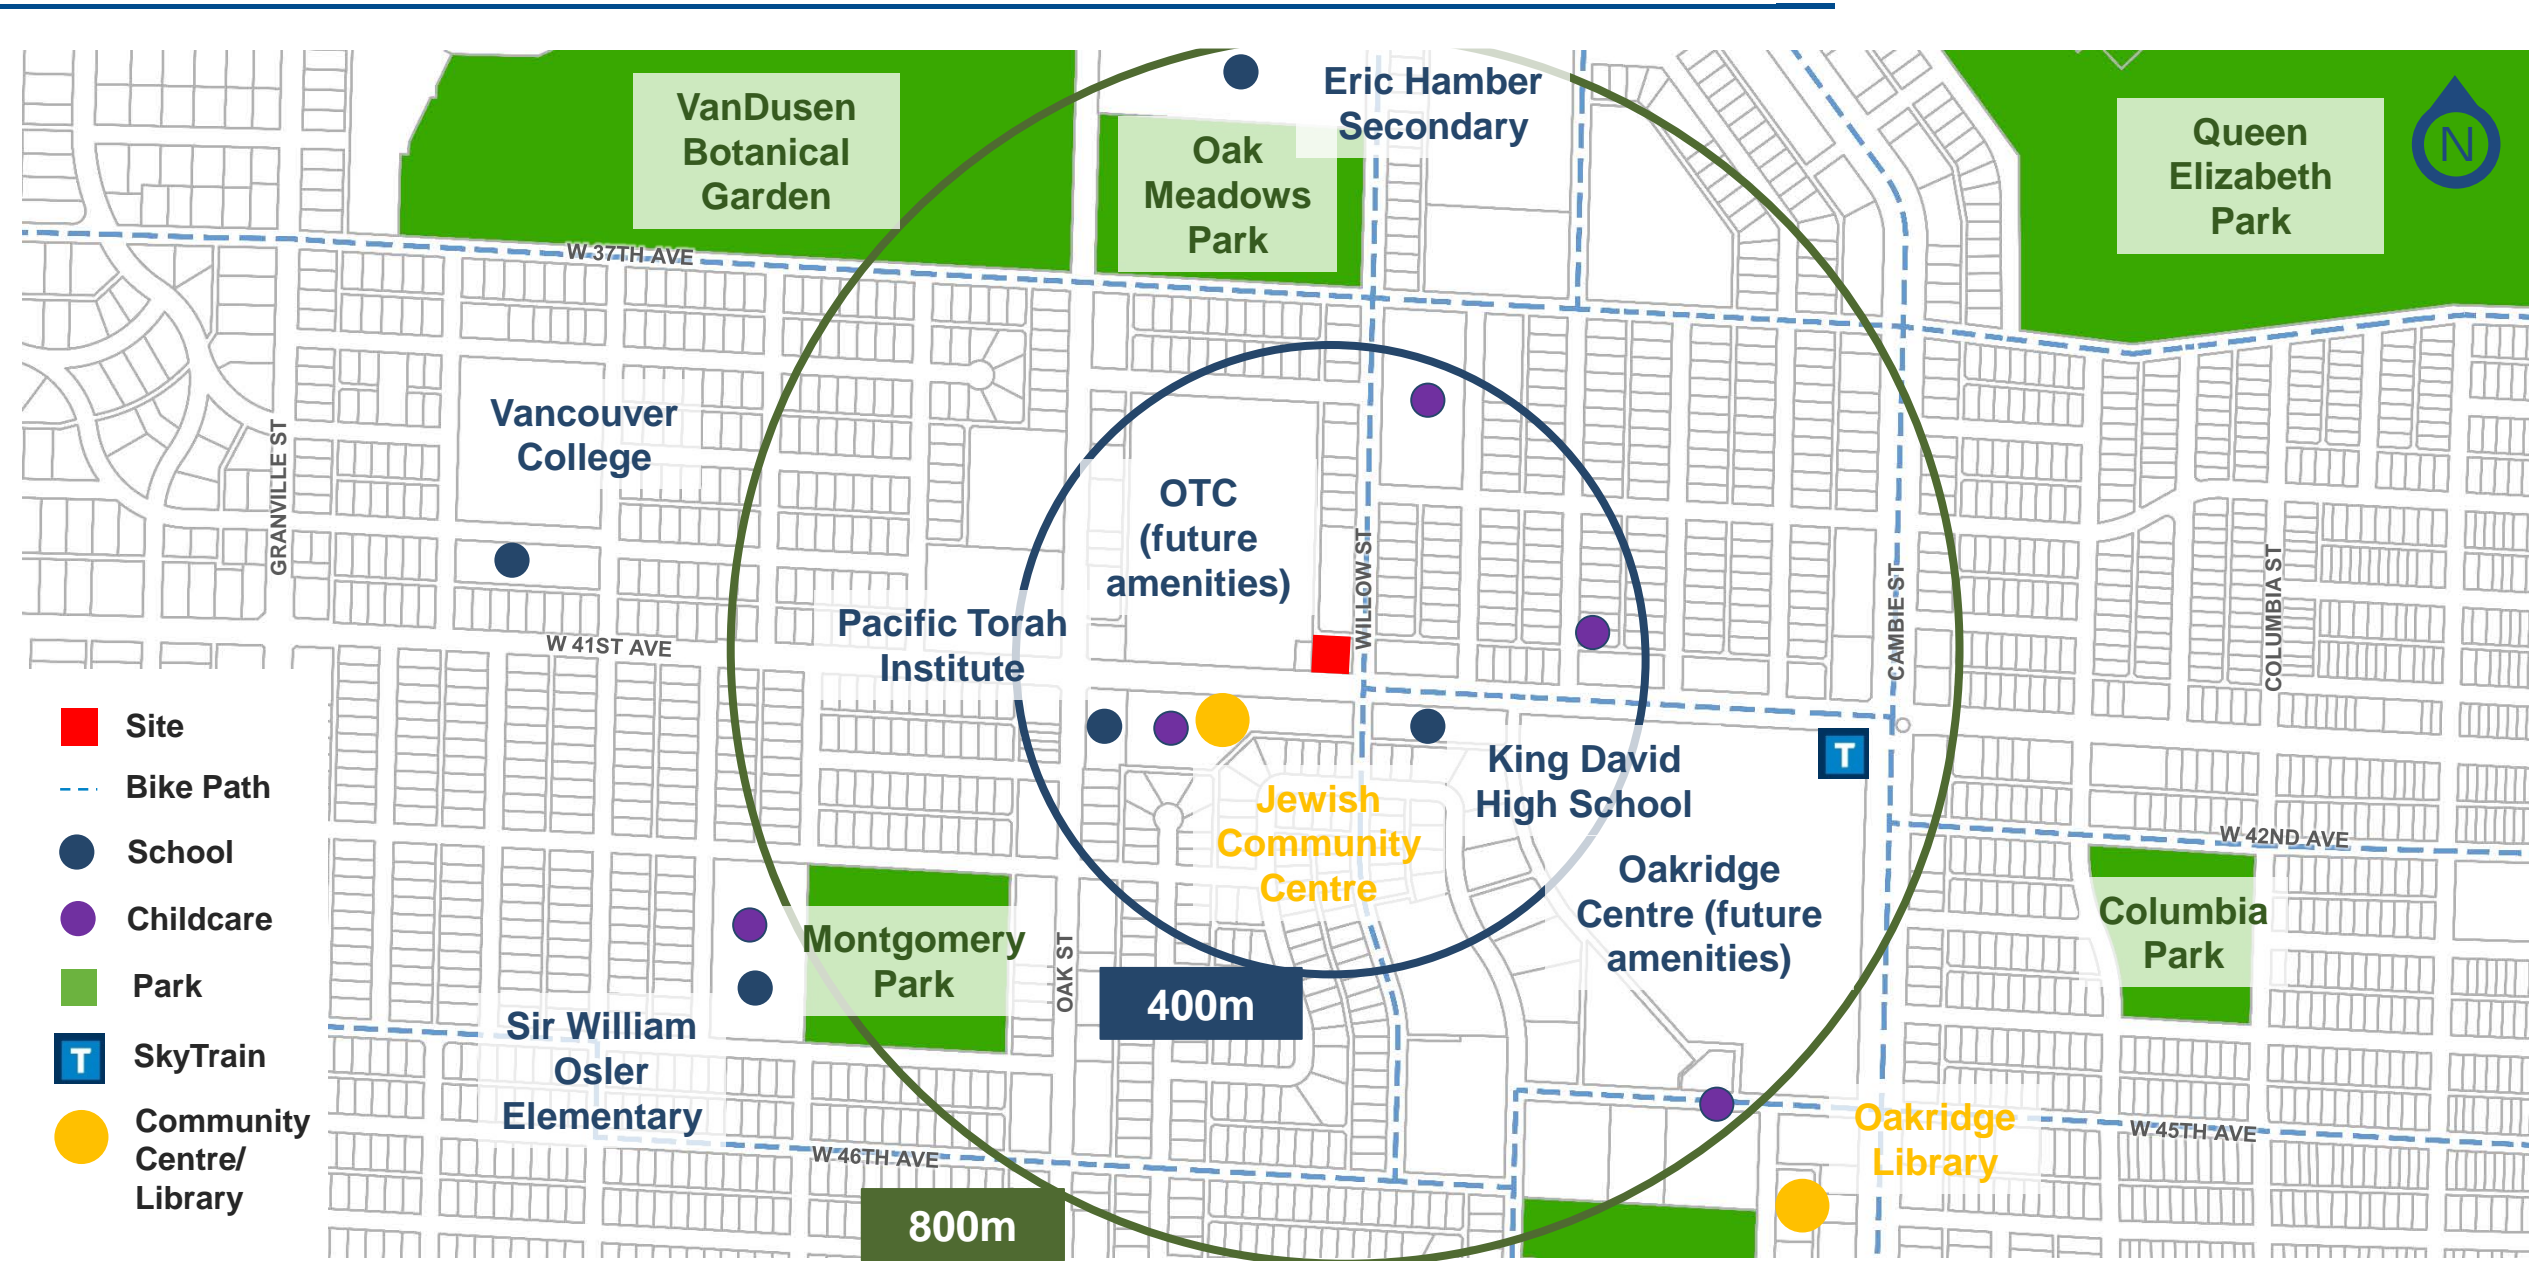 VanDusen
Botanical
Garden
Eric Hamber
Secondary
Oak
Meadows
Park
Queen
Elizabeth
Park
N
W 37TH AVE
Vancouver
College
GRANVILLE ST
OTC
(future
amenities)
WILLOW ST
CAMBIE ST
COLUMBIA ST
Pacific Torah
Institute
W 41ST AVE
King David
High School
T
Jewish
Community
Centre
W 42ND AVE
Oakridge
Centre (future
amenities)
Columbia
Park
Montgomery
Park
OAK ST
400m
Sir William
Osler
Elementary
Oakridge
Library
W 45TH AVE
W 46TH AVE
800m
Site
Bike Path
School
Childcare
Park
T
SkyTrain
Community
Centre/
Library